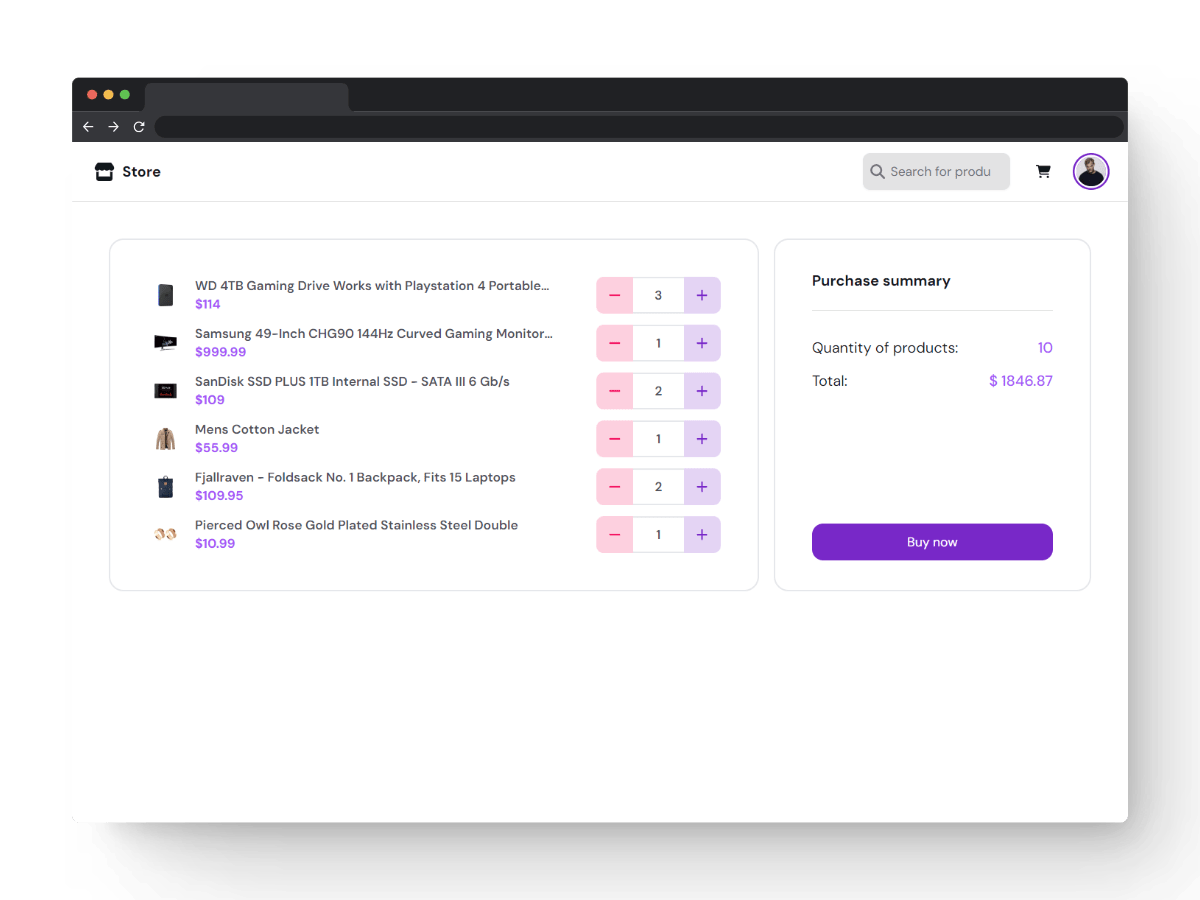 Store
Search for produ
WD 4TB Gaming Drive Works with Playstation 4 Portable...
$114
3
Samsung 49-Inch CHG90 144Hz Curved Gaming Monitor...
$999.99
1
SanDisk SSD PLUS 1TB Internal SSD - SATA III 6 Gb/s
$109
2
Mens Cotton Jacket
$55.99
1
Fjallraven - Foldsack No. 1 Backpack, Fits 15 Laptops
$109.95
2
Pierced Owl Rose Gold Plated Stainless Steel Double
$10.99
1
Purchase summary
Quantity of products: 10
Total: $ 1846.87
Buy now